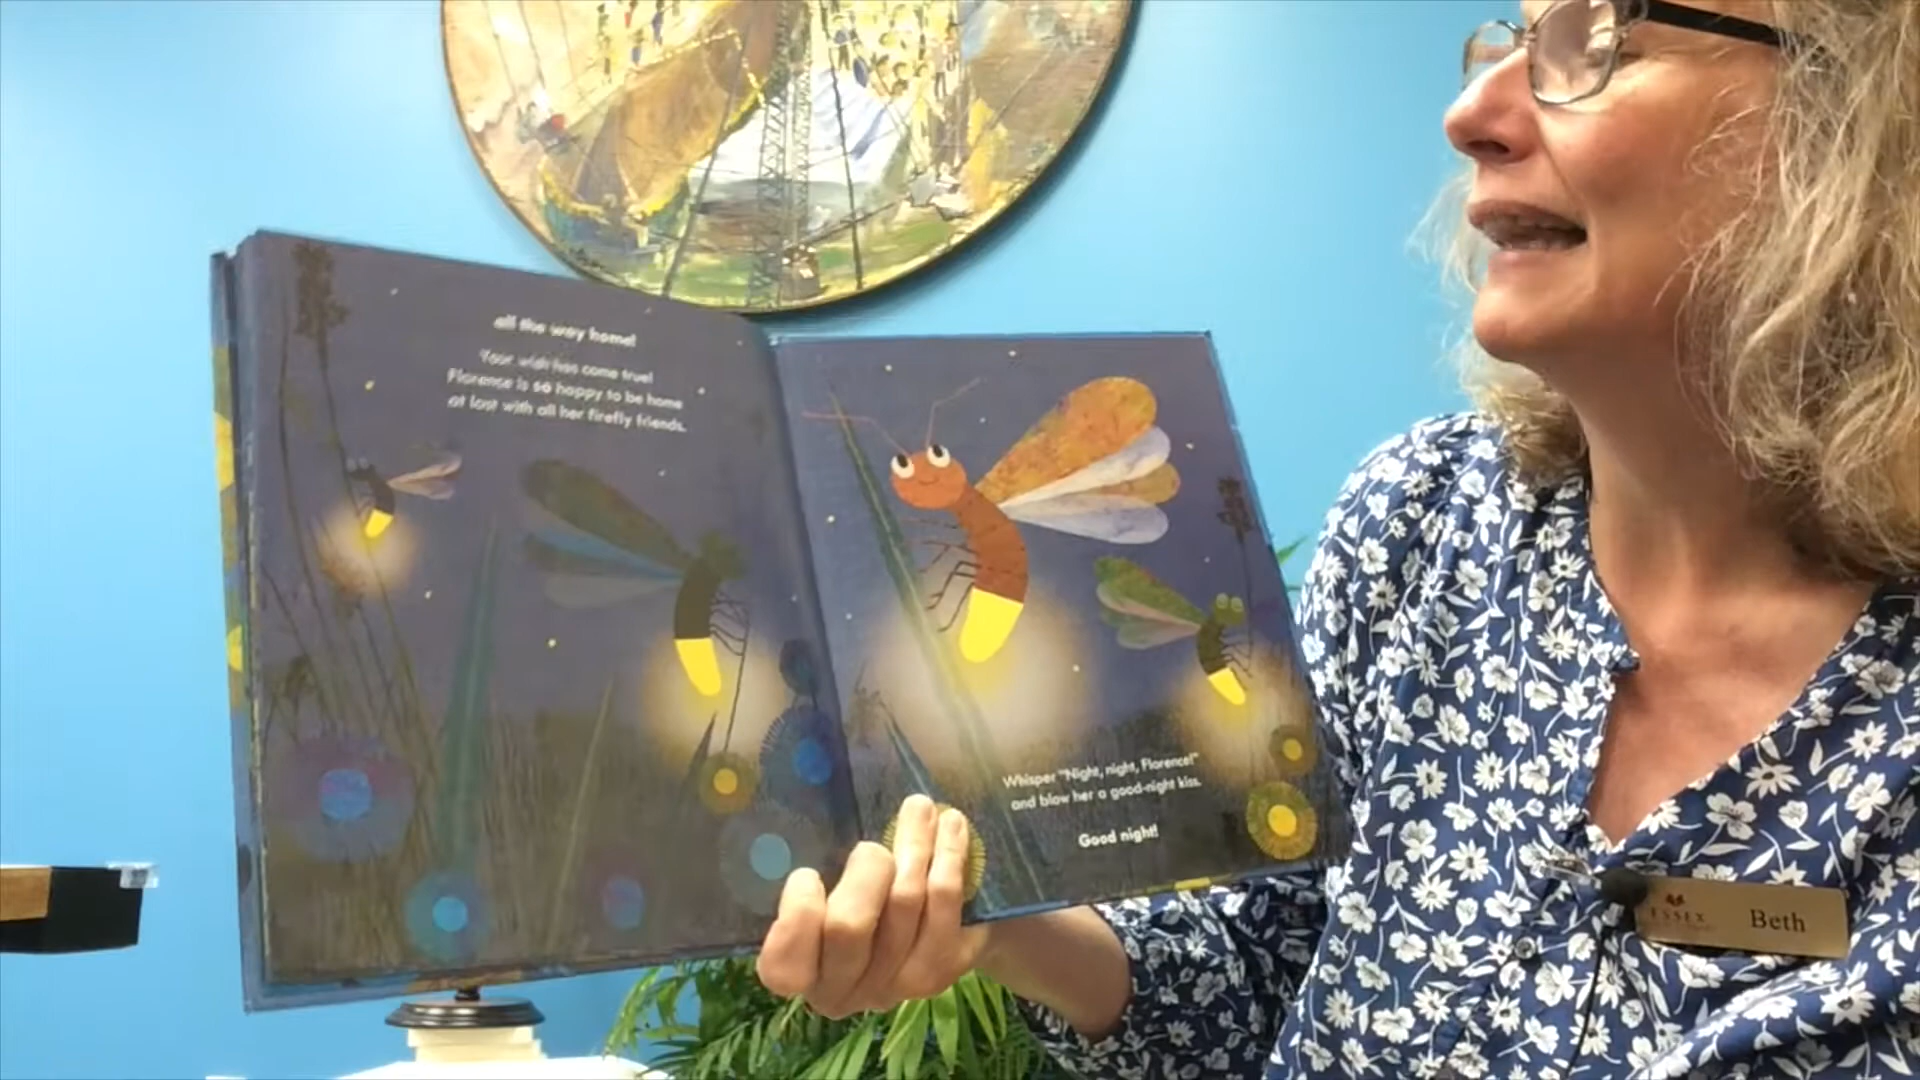 all the way home!
Your wish has come true!
Florence is so happy to be home
at last with all her firefly friends.
Whisper "Night, night, Florence!"
and blow her a good-night kiss.
Good night!
ESSEX
Beth